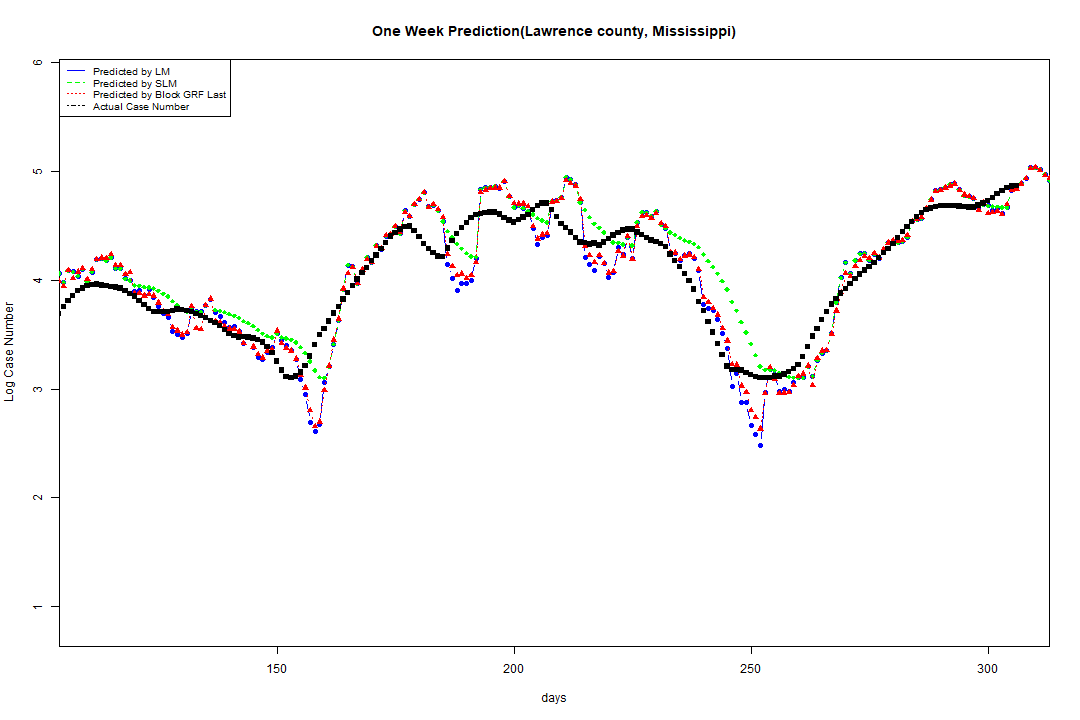 One Week Prediction(Lawrence county, Mississippi)
Predicted by LM
Predicted by SLM
Predicted by Block GRF Last
Actual Case Number
6
5
4
3
2
1
Log Case Number
150
200
250
300
days